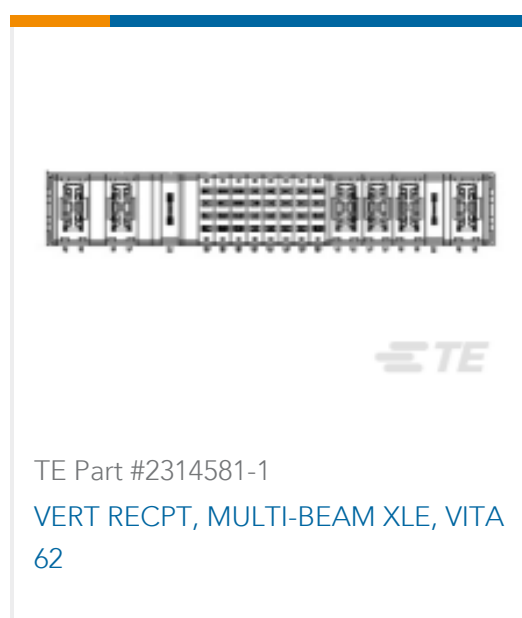 TE
TE Part #2314581-1
VERT RECPT, MULTI-BEAM XLE, VITA
62